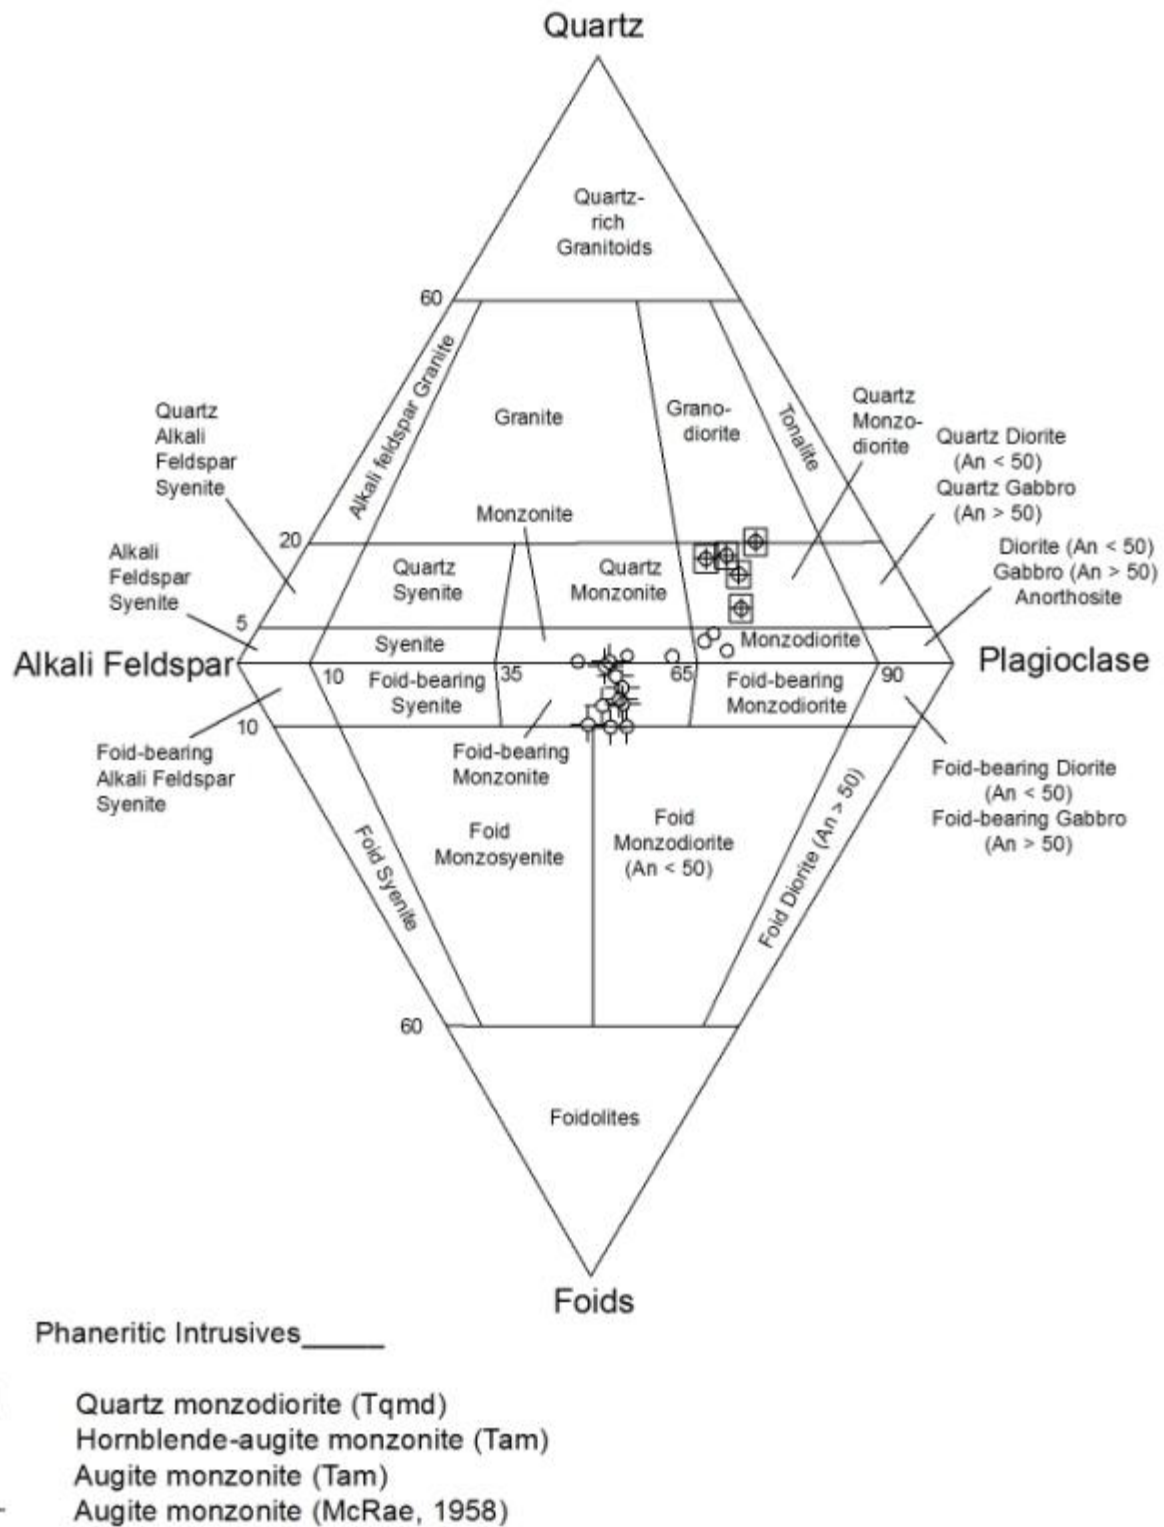 Quartz
Quartz-
rich
Granitoids
60
Alkali feldspar Granite
Granite
Grano-
diorite
Tonalite
Quartz
Monzo-
diorite
Quartz
Alkali
Feldspar
Syenite
Quartz Diorite
(An < 50)
Quartz Gabbro
(An > 50)
Monzonite
20
Alkali
Feldspar
Syenite
Quartz
Syenite
Quartz
Monzonite
Diorite (An < 50)
Gabbro (An > 50)
Anorthosite
5
Syenite
Monzodiorite
Alkali Feldspar
Plagioclase
10
35
65
90
Foid-bearing
Syenite
Foid-bearing
Monzodiorite
10
Foid-bearing
Alkali Feldspar
Syenite
Foid-bearing
Monzonite
Foid-bearing Diorite
(An < 50)
Foid-bearing Gabbro
(An > 50)
Foid Syenite
Foid
Monzosyenite
Foid
Monzodiorite
(An < 50)
Foid Diorite (An > 50)
60
Foidolites
Foids
Phaneritic Intrusives_____
Quartz monzodiorite (Tqmd)
Hornblende-augite monzonite (Tam)
Augite monzonite (Tam)
Augite monzonite (McRae, 1958)